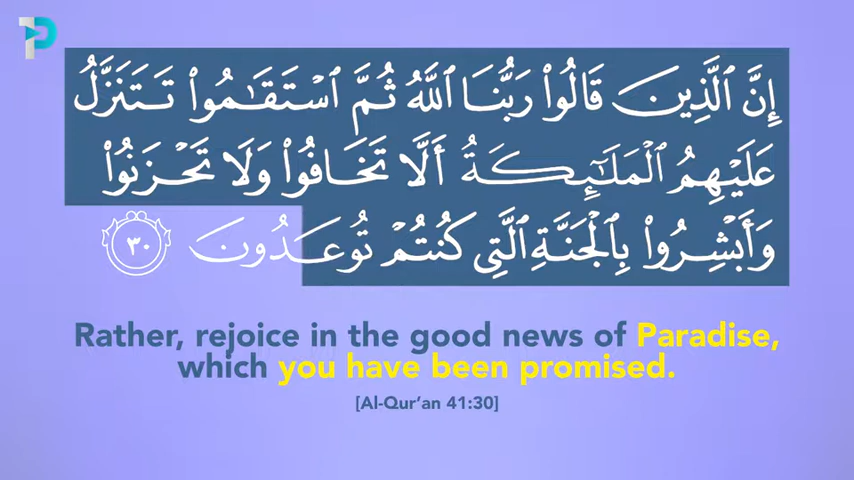 إِنَّ ٱلَّذِينَ قَالُوا۟ رَبُّنَا ٱللَّهُ ثُمَّ ٱسْتَقَـٰمُوا۟ تَتَنَزَّلُ
عَلَيْهِمُ ٱلْمَلَـٰٓئِكَةُ أَلَّا تَخَافُوا۟ وَلَا تَحْزَنُوا۟
وَأَبْشِرُوا۟ بِٱلْجَنَّةِ ٱلَّتِى كُنتُمْ تُوعَدُونَ ٣٠
Rather, rejoice in the good news of Paradise,
which you have been promised.
[Al-Qur’an 41:30]